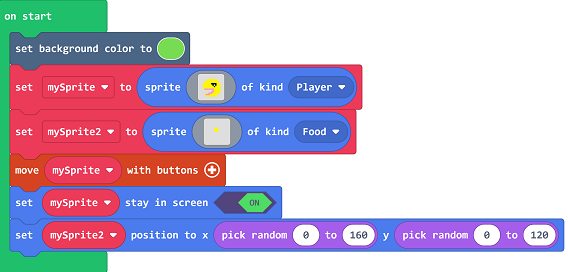 on start
set background color to
set mySprite to sprite of kind Player
set mySprite2 to sprite of kind Food
move mySprite with buttons
set mySprite stay in screen ON
set mySprite2 position to x pick random 0 to 160 y pick random 0 to 120